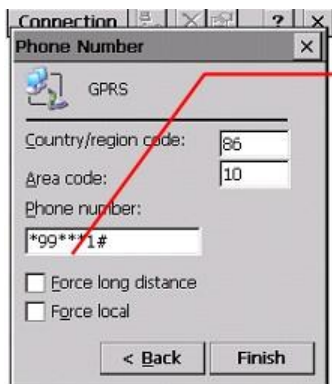 Connection ? ×
Phone Number ×
GPRS
Country/region code: 86
Area code: 10
Phone number:
*99***1#
Force long distance
Force local
< Back Finish